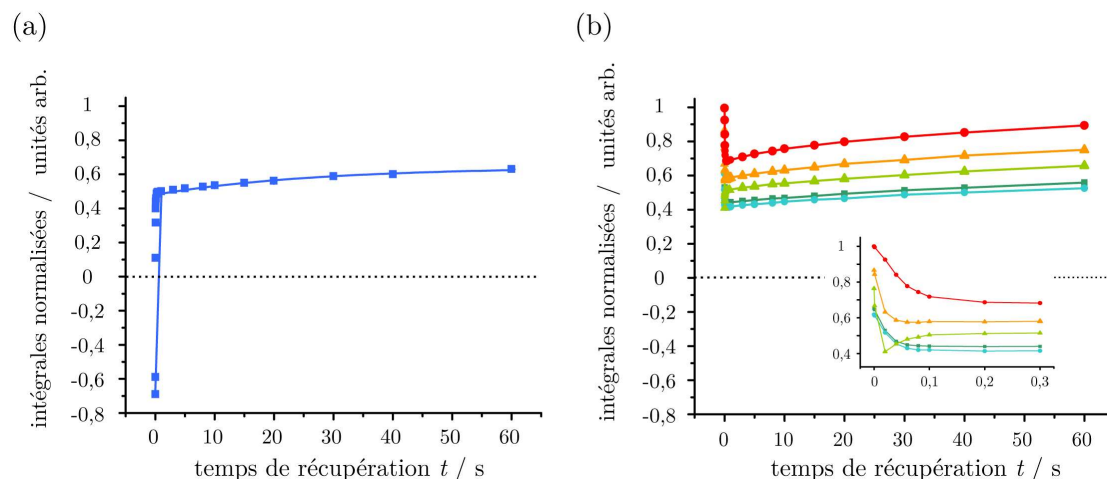 (a)
intégrales normalisées / unités arb.
1
0,8
0,6
0,4
0,2
0
-0,2
-0,4
-0,6
-0,8
0 10 20 30 40 50 60
temps de récupération t / s
(b)
intégrales normalisées / unités arb.
1
0,8
0,6
0,4
0,2
0
-0,2
-0,4
-0,6
-0,8
0 10 20 30 40 50 60
temps de récupération t / s
1
0,8
0,6
0,4
0 0,1 0,2 0,3